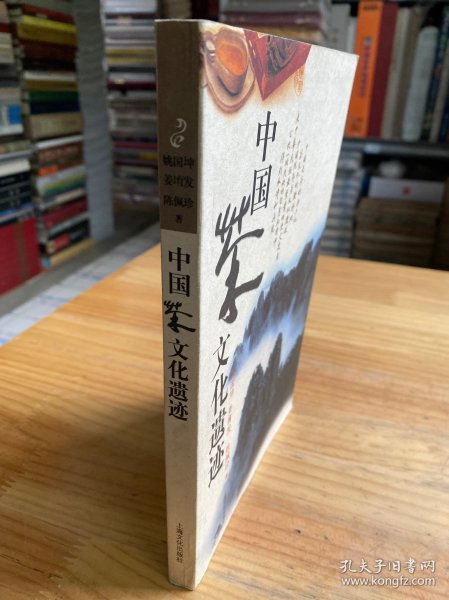 姚国坤
姜堉发
陈佩珍
著
中国茶文化遗迹
上海文化出版社
中国茶文化遗迹
孔夫子旧书网
www.kongfz.com